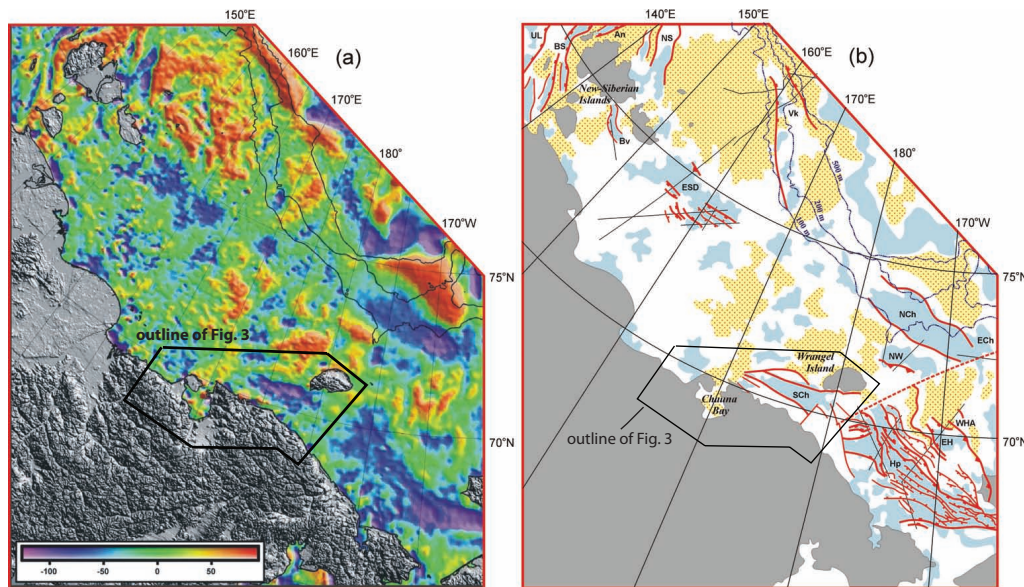 150°E
(a)
160°E
170°E
180°
170°W
75°N
70°N
outline of Fig. 3
-100
-50
0
50
140°E
150°E
(b)
160°E
170°E
180°
170°W
75°N
70°N
UL
BS
An
NS
New-Siberian
Islands
Bv
Vk
500 m
200 m
100 m
ESD
NCh
ECh
NW
Wrangel
Island
SCh
Chauna
Bay
outline of Fig. 3
WHA
EH
Hp